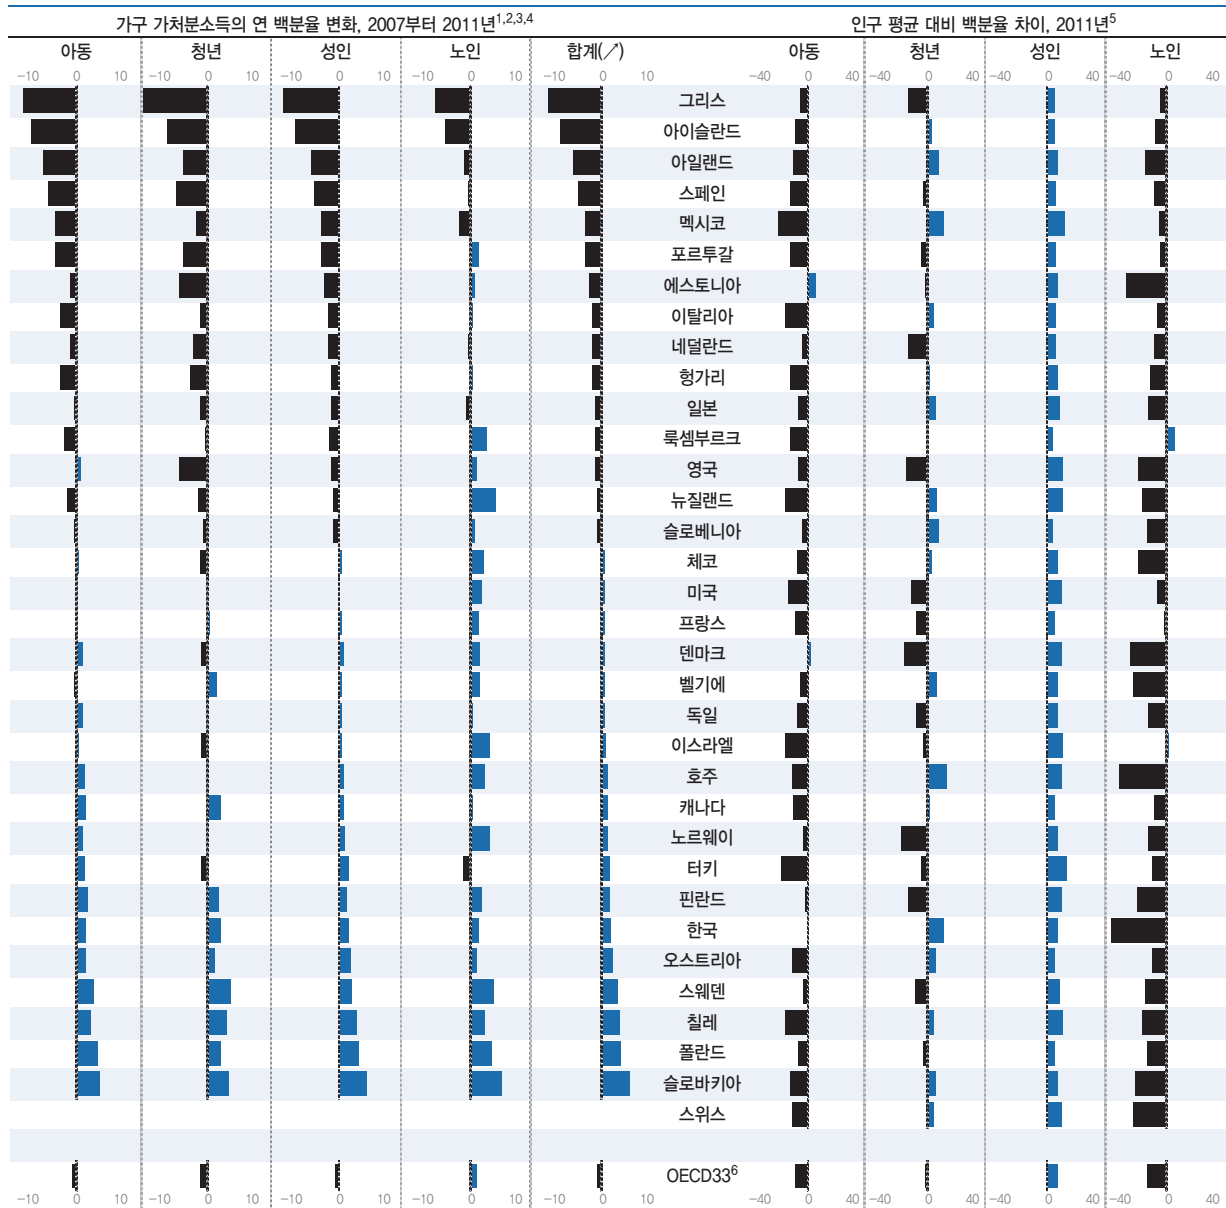 가구 가처분소득의 연 백분율 변화, 2007부터 2011년1,2,3,4 인구 평균 대비 백분율 차이, 2011년5
아동 청년 성인 노인 합계(↗) 아동 청년 성인 노인
−10 0 10 −10 0 10 −10 0 10 −10 0 10 −10 0 10 −40 0 40 −40 0 40 −40 0 40 −40 0 40
그리스
아이슬란드
아일랜드
스페인
멕시코
포르투갈
에스토니아
이탈리아
네덜란드
헝가리
일본
룩셈부르크
영국
뉴질랜드
슬로베니아
체코
미국
프랑스
덴마크
벨기에
독일
이스라엘
호주
캐나다
노르웨이
터키
핀란드
한국
오스트리아
스웨덴
칠레
폴란드
슬로바키아
스위스
OECD336
−10 0 10 −10 0 10 −10 0 10 −10 0 10 −10 0 10 −40 0 40 −40 0 40 −40 0 40 −40 0 40